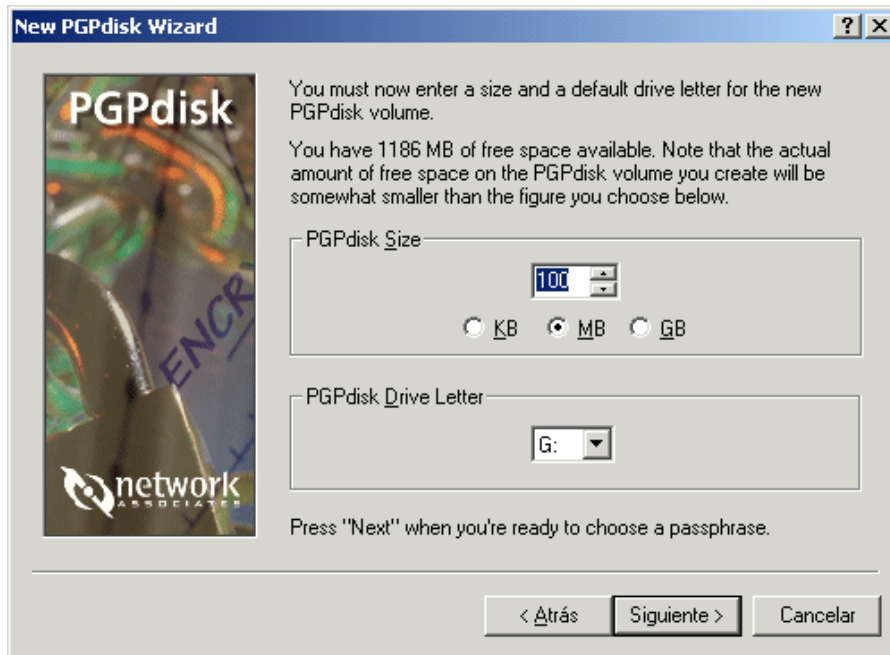 New PGPdisk Wizard
PGPdisk
ENCR
network
ASSOCIATES
You must now enter a size and a default drive letter for the new
PGPdisk volume.
You have 1186 MB of free space available. Note that the actual
amount of free space on the PGPdisk volume you create will be
somewhat smaller than the figure you choose below.
PGPdisk Size
100
KB MB GB
PGPdisk Drive Letter
G:
Press "Next" when you're ready to choose a passphrase.
< Atrás Siguiente > Cancelar